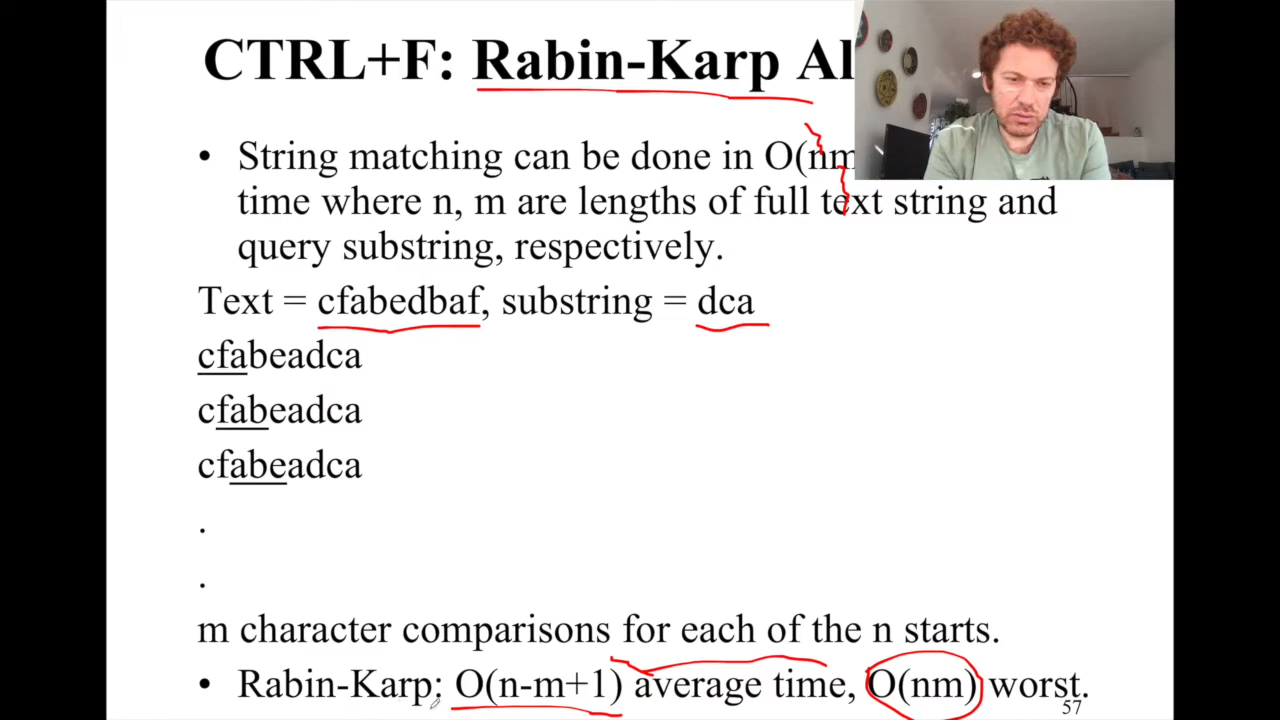 CTRL+F: Rabin-Karp Al
• String matching can be done in O(nm
time where n, m are lengths of full text string and
query substring, respectively.
Text = cfabedbaf, substring = dca
cfabeadca
cfabeadca
cfabeadca
.
.
m character comparisons for each of the n starts.
• Rabin-Karp: O(n-m+1) average time, O(nm) worst.
57